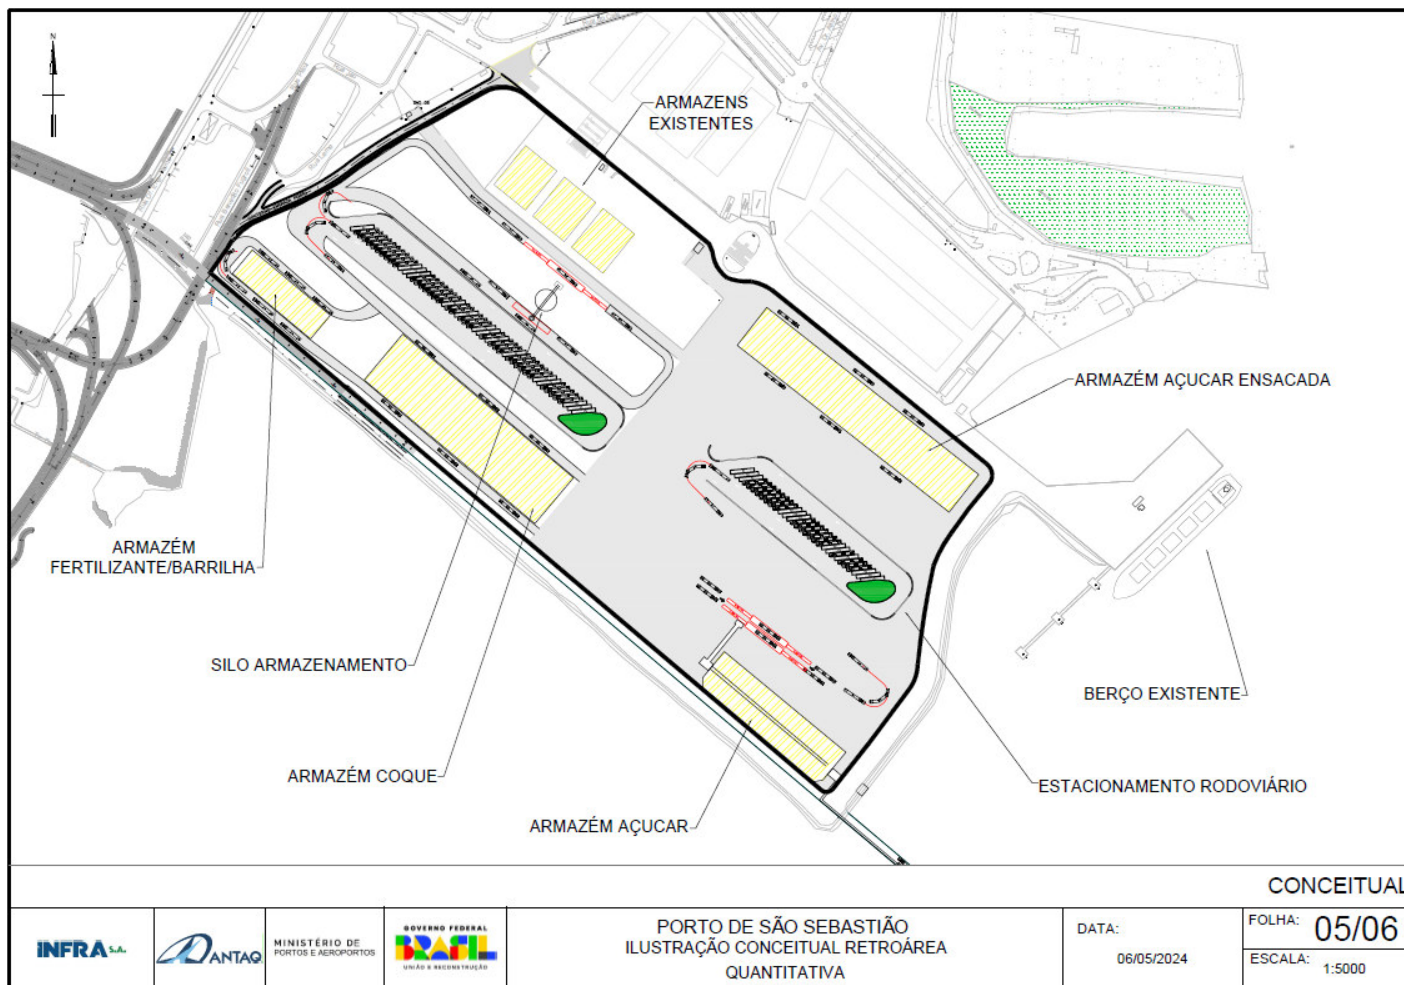 N
ARMAZENS
EXISTENTES
ARMAZÉM AÇUCAR ENSACADA
ARMAZÉM
FERTILIZANTE/BARRILHA
SILO ARMAZENAMENTO
BERÇO EXISTENTE
ARMAZÉM COQUE
ESTACIONAMENTO RODOVIÁRIO
ARMAZÉM AÇUCAR
CONCEITUAL
INFRA S.A.
ANTAQ
MINISTÉRIO DE
PORTOS E AEROPORTOS
GOVERNO FEDERAL
BRASIL
UNIÃO E RECONSTRUÇÃO
PORTO DE SÃO SEBASTIÃO
ILUSTRAÇÃO CONCEITUAL RETROÁREA
QUANTITATIVA
DATA:
06/05/2024
FOLHA: 05/06
ESCALA: 1:5000